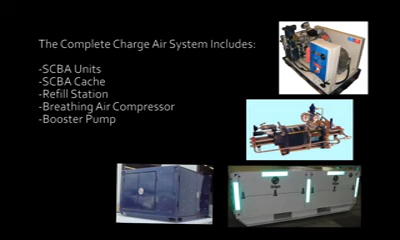 The Complete Charge Air System Includes:
-SCBA Units
-SCBA Cache
-Refill Station
-Breathing Air Compressor
-Booster Pump